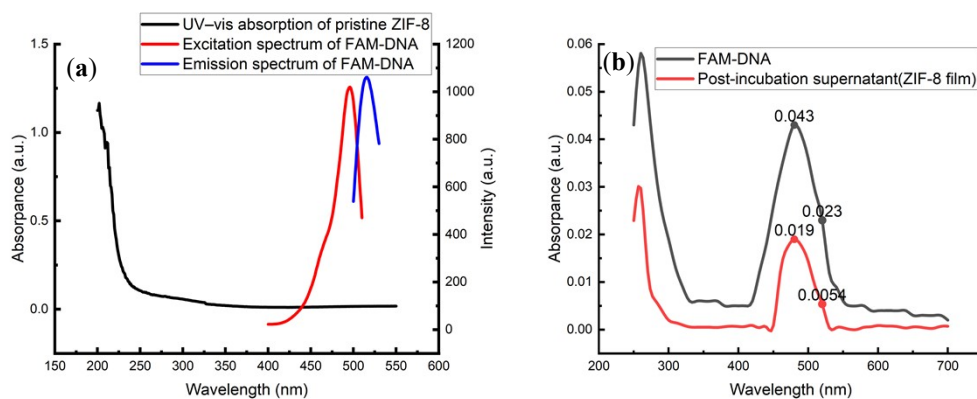 (a)
UV–vis absorption of pristine ZIF-8
Excitation spectrum of FAM-DNA
Emission spectrum of FAM-DNA
Absorpance (a.u.)
1.5
1.0
0.5
0.0
Intensity (a.u.)
1200
1000
800
600
400
200
0
150 200 250 300 350 400 450 500 550 600
Wavelength (nm)
(b)
FAM-DNA
Post-incubation supernatant(ZIF-8 film)
Absorpance (a.u.)
0.06
0.05
0.04
0.03
0.02
0.01
0.00
0.043
0.023
0.019
0.0054
200 300 400 500 600 700
Wavelength (nm)